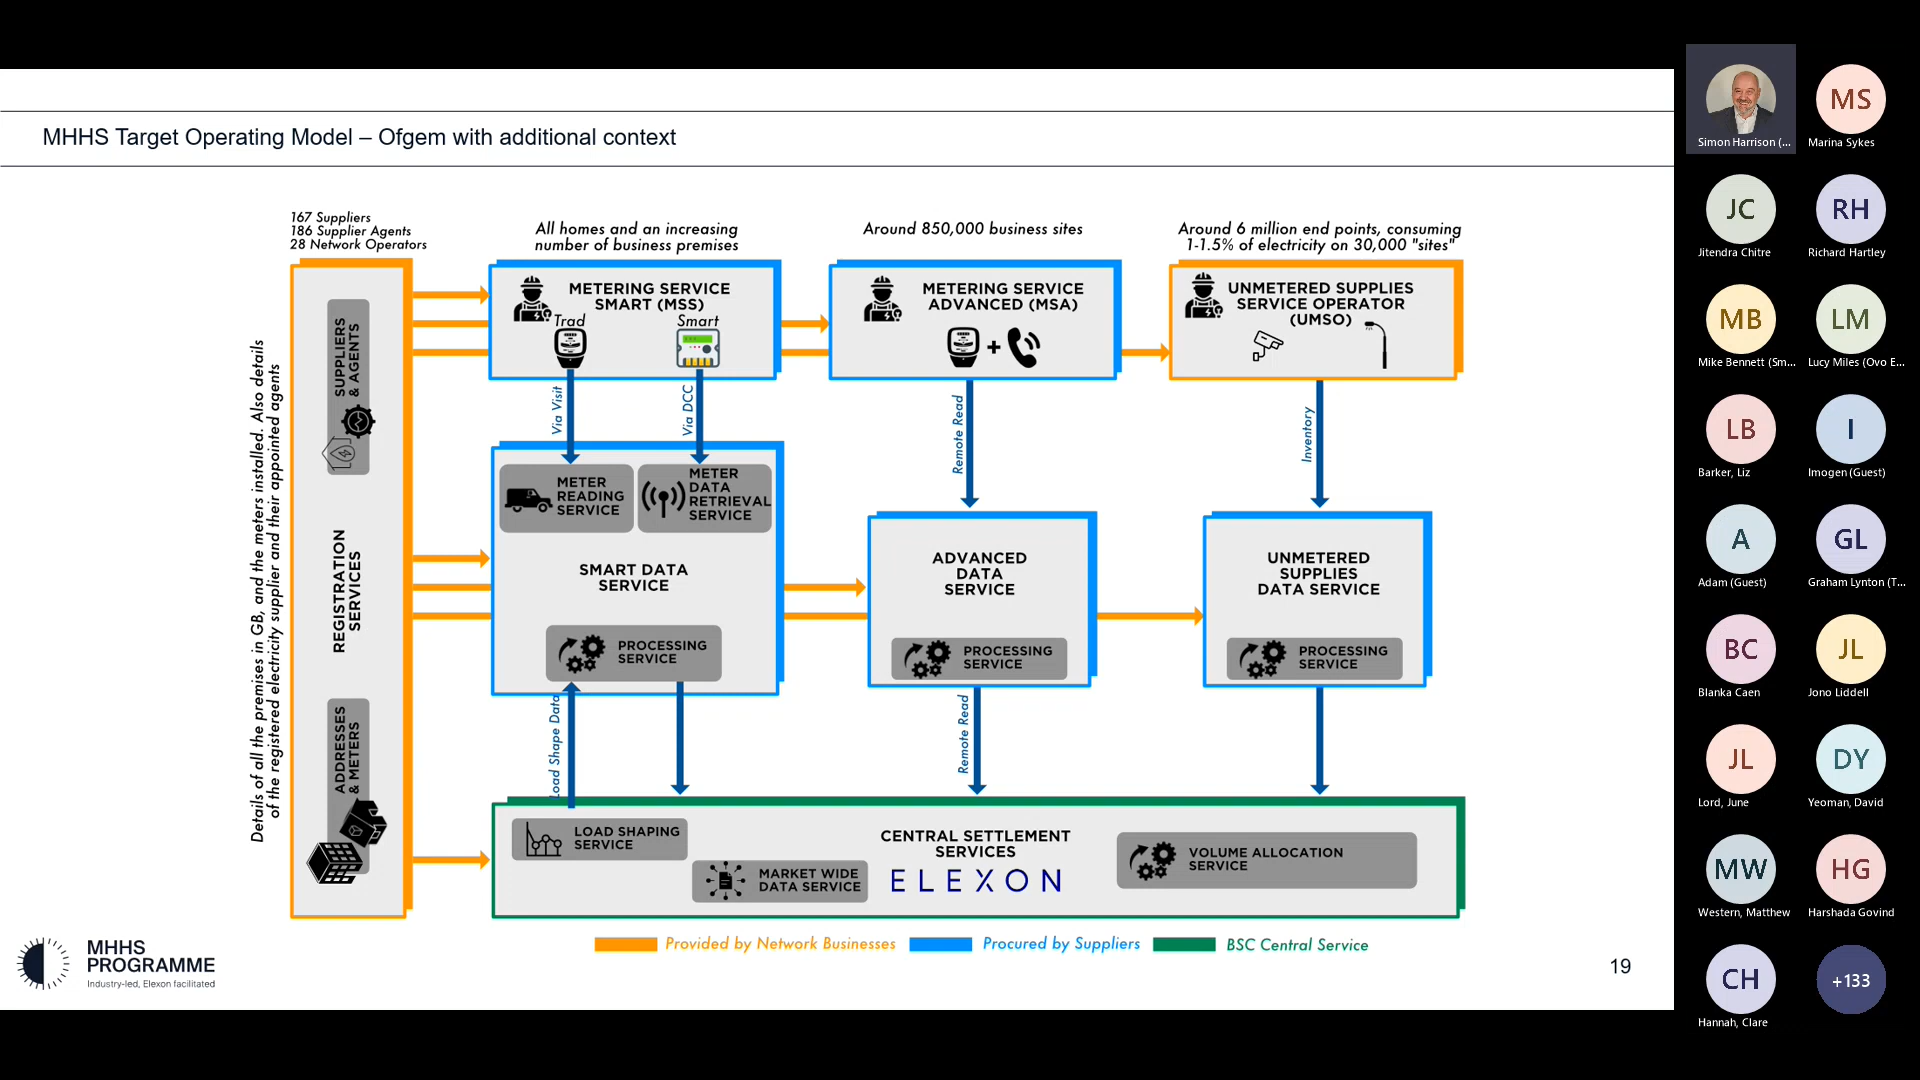 MHHS Target Operating Model – Ofgem with additional context
167 Suppliers
186 Supplier Agents
28 Network Operators
All homes and an increasing
number of business premises
Around 850,000 business sites
Around 6 million end points, consuming
1-1.5% of electricity on 30,000 "sites"
Details of all the premises in GB, and the meters installed. Also details
of the registered electricity supplier and their appointed agents
SUPPLIERS
& AGENTS
REGISTRATION
SERVICES
ADDRESSES
& METERS
METERING SERVICE
SMART (MSS)
Trad
Smart
METERING SERVICE
ADVANCED (MSA)
UNMETERED SUPPLIES
SERVICE OPERATOR
(UMSO)
Via Visit
Via DCC
Remote Read
Inventory
METER
READING
SERVICE
METER
DATA
RETRIEVAL
SERVICE
SMART DATA
SERVICE
PROCESSING
SERVICE
ADVANCED
DATA
SERVICE
PROCESSING
SERVICE
UNMETERED
SUPPLIES
DATA SERVICE
PROCESSING
SERVICE
Load Shape Data
Remote Read
LOAD SHAPING
SERVICE
MARKET WIDE
DATA SERVICE
CENTRAL SETTLEMENT
SERVICES
ELEXON
VOLUME ALLOCATION
SERVICE
Provided by Network Businesses
Procured by Suppliers
BSC Central Service
MHHS
PROGRAMME
Industry-led, Elexon facilitated
19
Simon Harrison (...
MS
Marina Sykes
JC
Jitendra Chitre
RH
Richard Hartley
MB
Mike Bennett (Sm...
LM
Lucy Miles (Ovo E...
LB
Barker, Liz
I
Imogen (Guest)
A
Adam (Guest)
GL
Graham Lynton (T...
BC
Blanka Caen
JL
Jono Liddell
JL
Lord, June
DY
Yeoman, David
MW
Western, Matthew
HG
Harshada Govind
CH
Hannah, Clare
+133